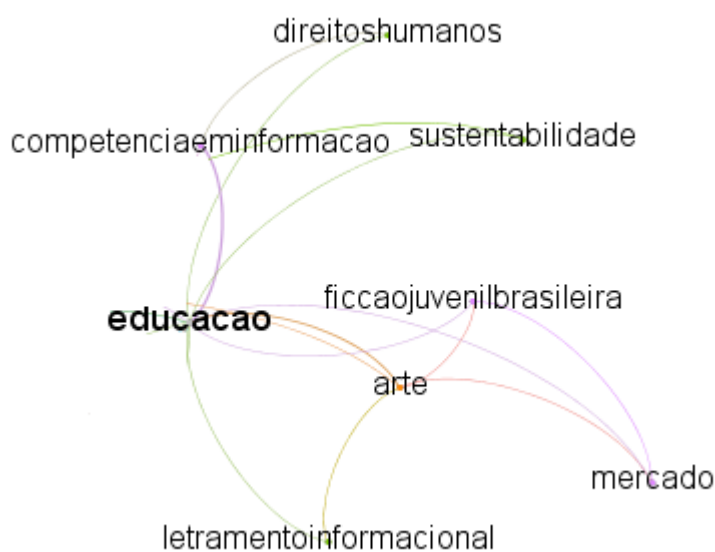 direitoshumanos
competenciaeminformacao
sustentabilidade
ficcaojuvenilbrasileira
educacao
arte
mercado
letramentoinformacional